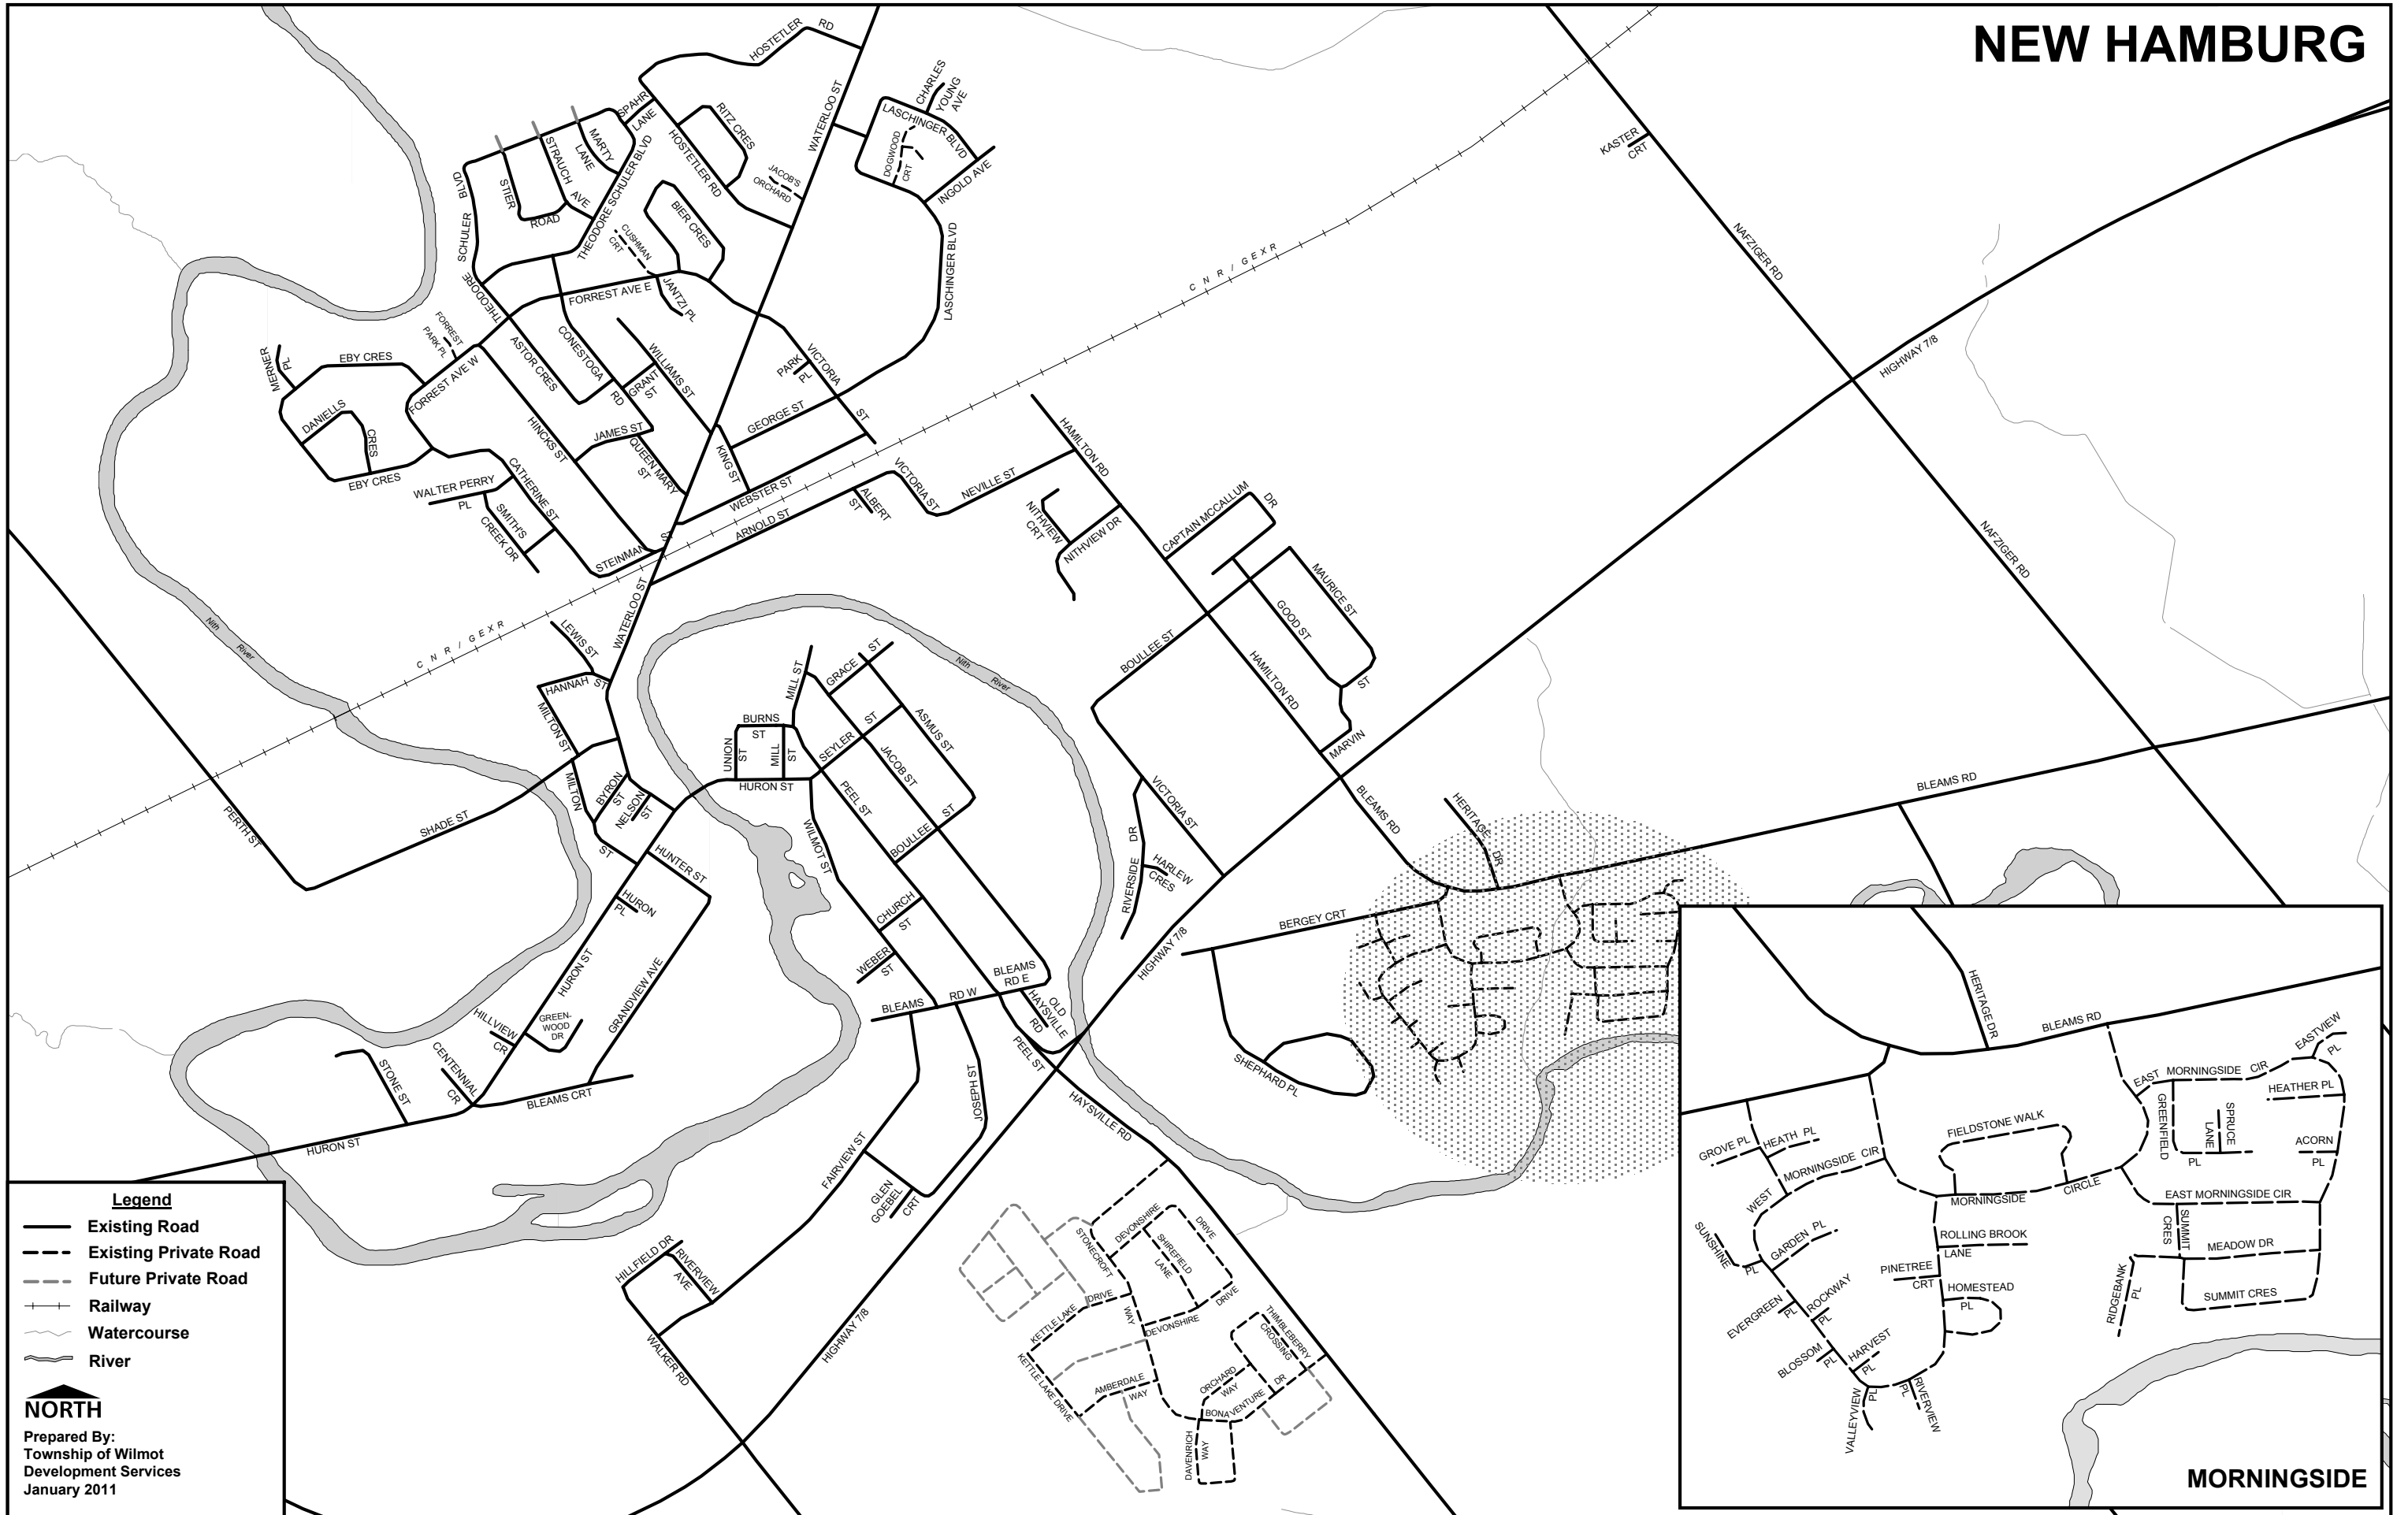 NEW HAMBURG
HOSTETLER RD
WATERLOO ST
CHARLES
YOUNG
AVE
LASCHINGER BLVD
DOGWOOD
CRT
INGOLD AVE
LASCHINGER BLVD
SPAHR
LANE
RITZ CRES
HOSTETLER RD
JACOB'S
ORCHARD
MARTY
LANE
STRAUCH
AVE
STIER
ROAD
THEODORE SCHULER BLVD
THEODORE
SCHULER
BLVD
BIER CRES
CUSHMAN
CRT
JANTZI PL
FORREST AVE E
FORREST
PARK PL
FORREST AVE W
MERNER
PL
EBY CRES
DANIELLS
CRES
EBY CRES
ASTOR CRES
CONESTOGA
RD
WILLIAMS ST
GRANT
ST
HINCKS ST
JAMES ST
QUEEN MARY
ST
KING ST
GEORGE ST
PARK
PL
VICTORIA
ST
WEBSTER ST
ARNOLD ST
ALBERT
ST
VICTORIA ST
NEVILLE ST
CATHERINE ST
WALTER PERRY
PL
SMITH'S
CREEK DR
STEINMAN
ST
C N R / G E X R
KASTER
CRT
NAFZIGER RD
HIGHWAY 7/8
NAFZIGER RD
HAMILTON RD
NITHVIEW
CRT
NITHVIEW DR
CAPTAIN MCCALLUM
DR
MAURICE ST
GOOD ST
ST
BOULLEE ST
HAMILTON RD
MARVIN
Nith
River
C N R / G E X R
PERTH ST
SHADE ST
WATERLOO ST
LEWIS ST
HANNAH ST
MILTON ST
MILTON
ST
BYRON
ST
NELSON
ST
HUNTER ST
HURON
PL
HURON ST
GRANDVIEW AVE
GREEN-
WOOD
DR
HILLVIEW
CR
CENTENNIAL
CR
STONE ST
BLEAMS CRT
HURON ST
Nith
River
MILL ST
GRACE
ST
BURNS
ST
UNION
ST
MILL
ST
HURON ST
SEYLER
ST
ASMUS ST
JACOB ST
PEEL ST
WILMOT ST
BOULLEE
ST
CHURCH
ST
WEBER
ST
BLEAMS
RD W
BLEAMS
RD E
OLD
HAYSVILLE
RD
PEEL ST
JOSEPH ST
FAIRVIEW ST
GLEN
GOEBEL
CRT
HILLFIELD DR
RIVERVIEW
AVE
WALKER RD
HIGHWAY 7/8
VICTORIA ST
RIVERSIDE DR
HARLEW
CRES
HIGHWAY 7/8
BLEAMS RD
HERITAGE
DR
BLEAMS RD
BERGEY CRT
SHEPHARD PL
HAYSVILLE RD
STONECROFT
WAY
DEVONSHIRE
DRIVE
SHIREFIELD
LANE
DEVONSHIRE
DRIVE
KETTLE LAKE
DRIVE
KETTLE LAKE DRIVE
AMBERDALE
WAY
THIMBLEBERRY
CROSSING
ORCHARD
WAY
BONAVENTURE
DR
DAVENRICH
WAY
Legend
Existing Road
Existing Private Road
Future Private Road
Railway
Watercourse
River
NORTH
Prepared By:
Township of Wilmot
Development Services
January 2011
HERITAGE DR
BLEAMS RD
EASTVIEW
PL
EAST MORNINGSIDE CIR
HEATHER PL
GREENFIELD
PL
SPRUCE
LANE
ACORN
PL
FIELDSTONE WALK
GROVE PL
HEATH PL
WEST
MORNINGSIDE CIR
MORNINGSIDE
CIRCLE
EAST MORNINGSIDE CIR
SUMMIT
CRES
SUNSHINE
PL
GARDEN PL
ROLLING BROOK
LANE
MEADOW DR
PINETREE
CRT
HOMESTEAD
PL
RIDGEBANK
PL
SUMMIT CRES
EVERGREEN
PL
ROCKWAY
PL
BLOSSOM
PL
HARVEST
PL
VALLEYVIEW
PL
RIVERVIEW
PL
MORNINGSIDE